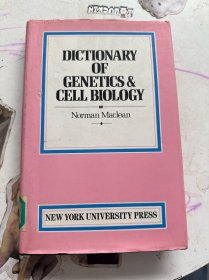 DICTIONARY
OF
GENETICS &
CELL BIOLOGY
Norman Maclean
NEW YORK UNIVERSITY PRESS